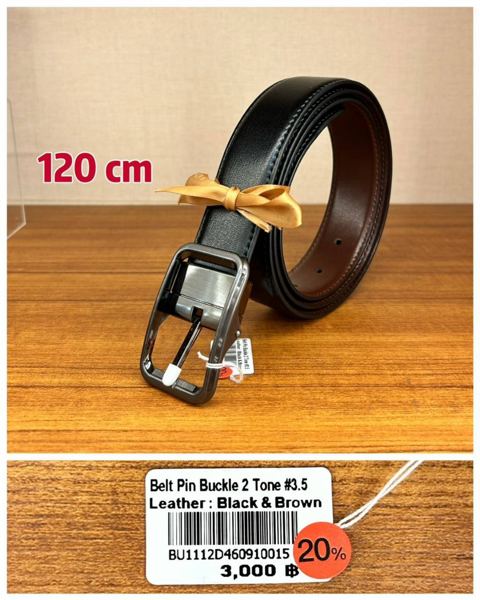 120 cm
Belt Pin Buckle 2 Tone #3.5
Leather : Black & Brown
BU1112D460910015
20%
3,000 ฿